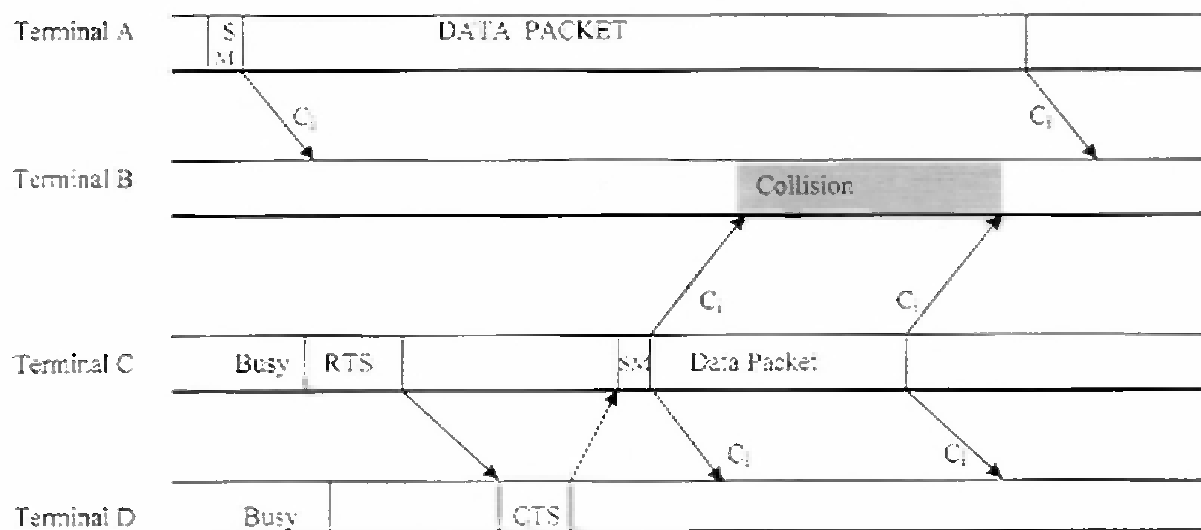 Terminal A
S
M
DATA PACKET
Terminal B
Collision
Terminal C
Busy
RTS
SM
Data Packet
Terminal D
Busy
CTS